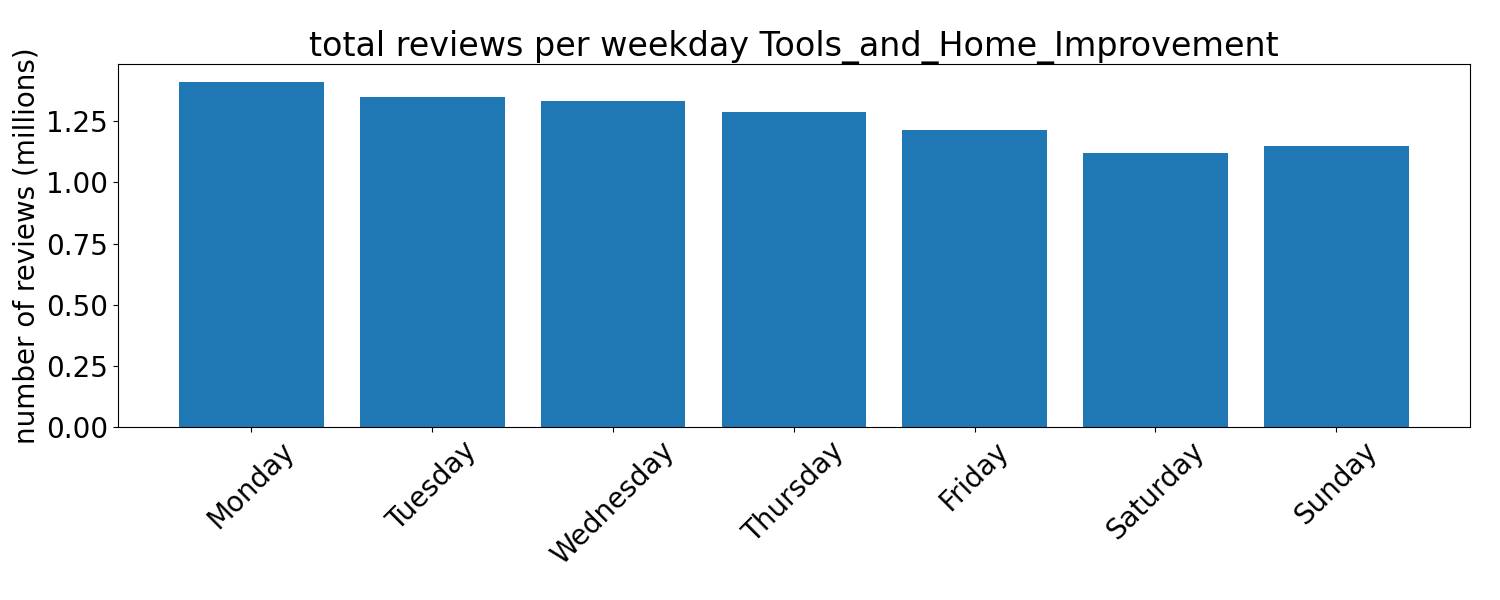 total reviews per weekday Tools_and_Home_Improvement
number of reviews (millions)
1.25
1.00
0.75
0.50
0.25
0.00
Monday
Tuesday
Wednesday
Thursday
Friday
Saturday
Sunday